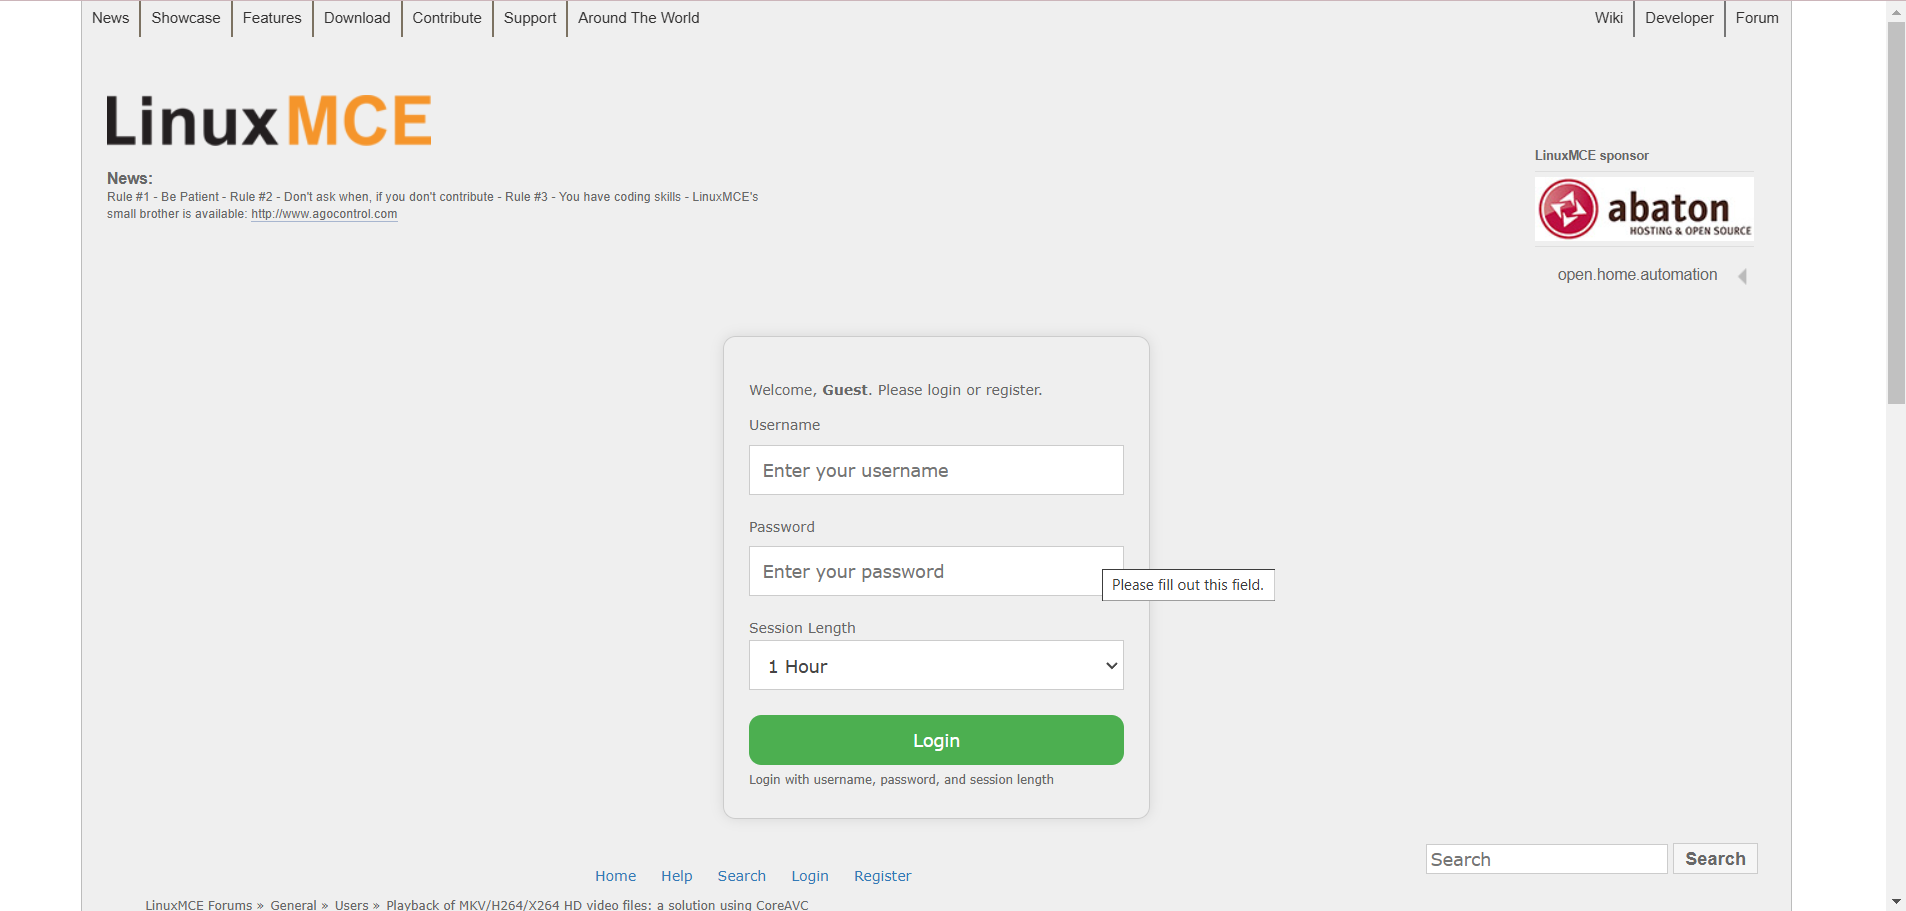 News Showcase Features Download Contribute Support Around The World Wiki Developer Forum
LinuxMCE
News:
Rule #1 - Be Patient - Rule #2 - Don't ask when, if you don't contribute - Rule #3 - You have coding skills - LinuxMCE's
small brother is available: http://www.agocontrol.com
LinuxMCE sponsor
abaton
HOSTING & OPEN SOURCE
open.home.automation
Welcome, Guest. Please login or register.
Username
Enter your username
Password
Enter your password
Please fill out this field.
Session Length
1 Hour
Login
Login with username, password, and session length
Search Search
Home Help Search Login Register
LinuxMCE Forums » General » Users » Playback of MKV/H264/X264 HD video files: a solution using CoreAVC